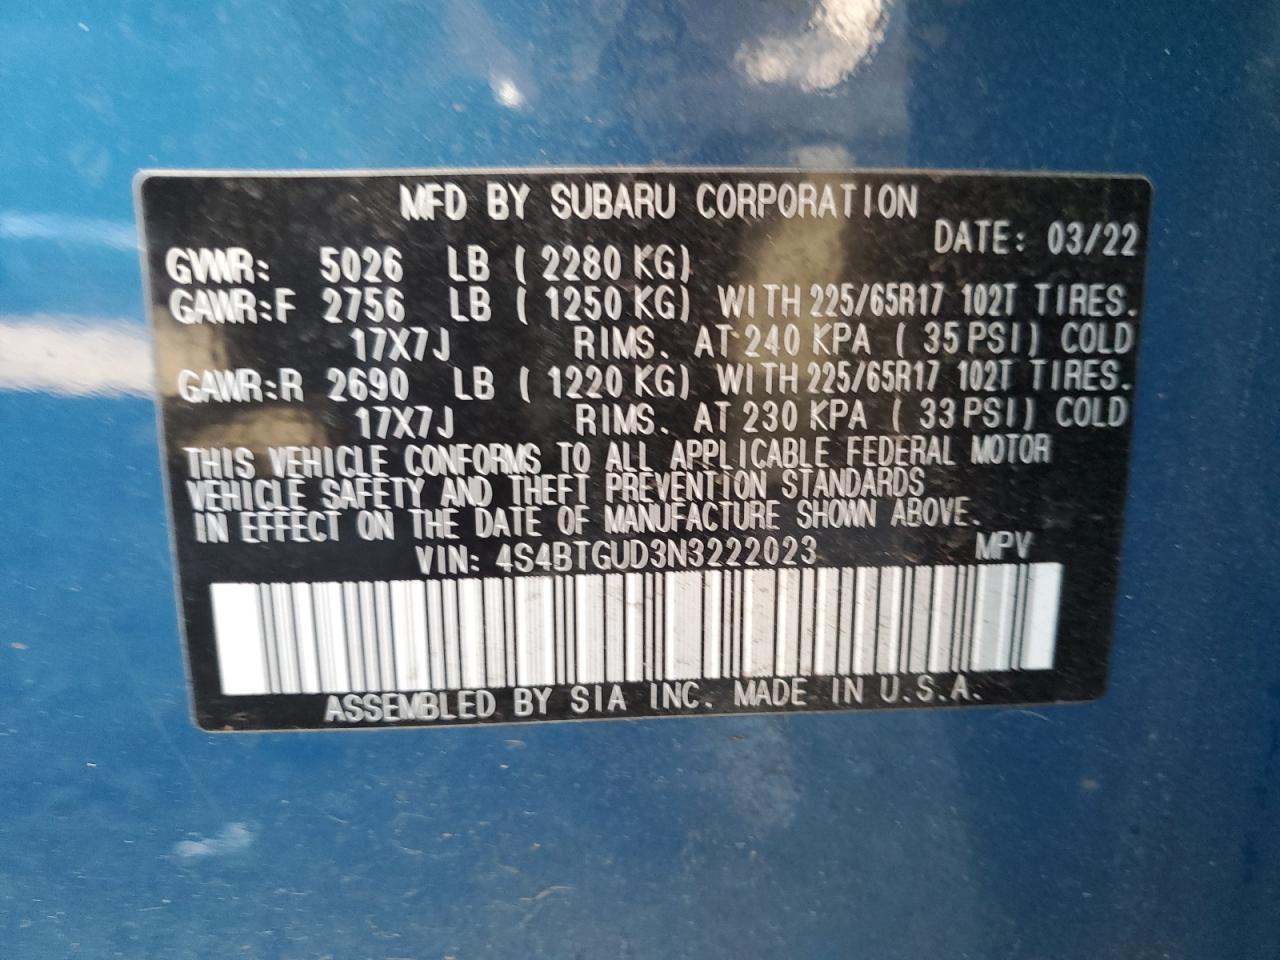 MFD BY SUBARU CORPORATION
DATE: 03/22
GVWR: 5026 LB ( 2280 KG)
GAWR:F 2756 LB ( 1250 KG) WITH 225/65R17 102T TIRES.
17X7J RIMS. AT 240 KPA ( 35 PSI) COLD
GAWR:R 2690 LB ( 1220 KG) WITH 225/65R17 102T TIRES.
17X7J RIMS. AT 230 KPA ( 33 PSI) COLD
THIS VEHICLE CONFORMS TO ALL APPLICABLE FEDERAL MOTOR
VEHICLE SAFETY AND THEFT PREVENTION STANDARDS
IN EFFECT ON THE DATE OF MANUFACTURE SHOWN ABOVE.
VIN: 4S4BTGUD3N3222023 MPV
ASSEMBLED BY SIA INC. MADE IN U.S.A.